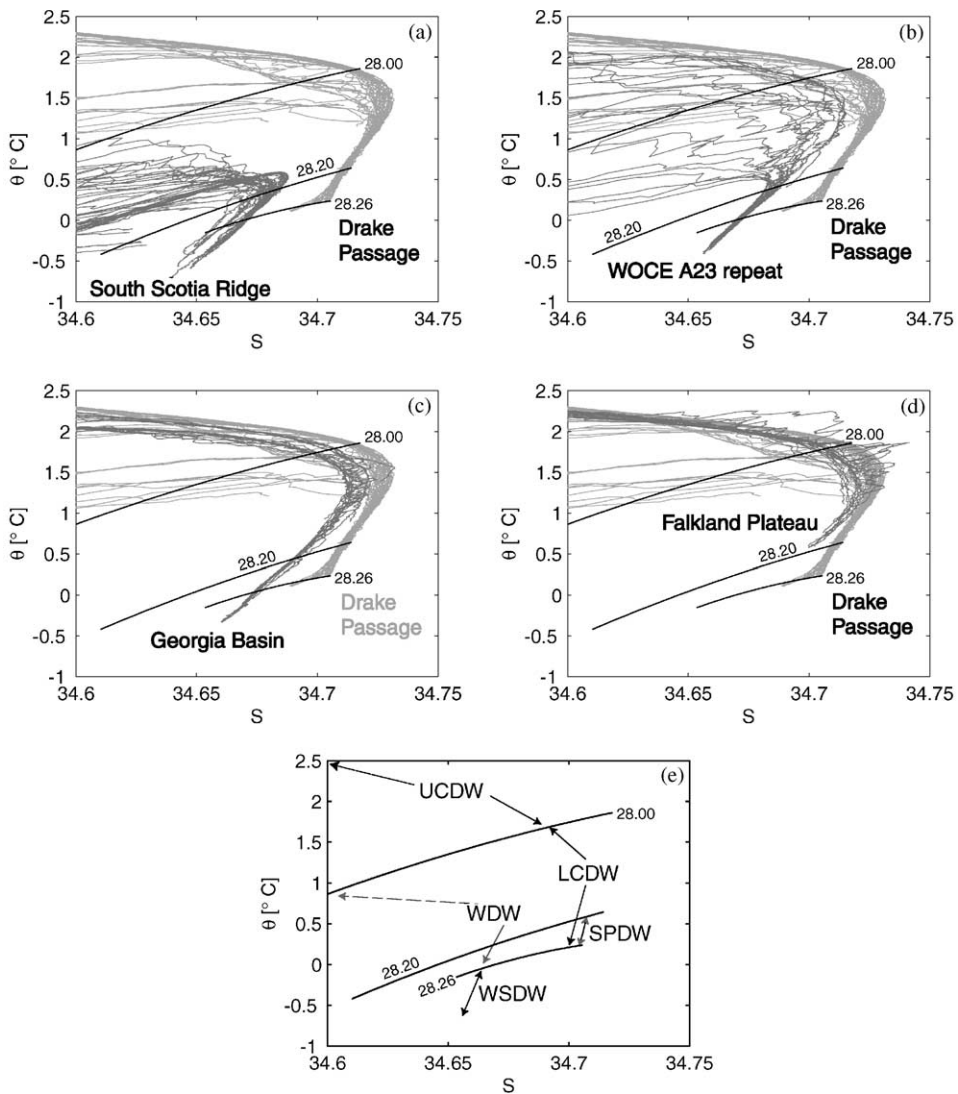 (a)
2.5
2
1.5
1
0.5
0
-0.5
-1
θ [° C]
28.00
28.20
28.26
Drake
Passage
South Scotia Ridge
34.6
34.65
34.7
34.75
S
(b)
2.5
2
1.5
1
0.5
0
-0.5
-1
θ [° C]
28.00
28.20
28.26
Drake
Passage
WOCE A23 repeat
34.6
34.65
34.7
34.75
S
(c)
2.5
2
1.5
1
0.5
0
-0.5
-1
θ [° C]
28.00
28.20
28.26
Drake
Passage
Georgia Basin
34.6
34.65
34.7
34.75
S
(d)
2.5
2
1.5
1
0.5
0
-0.5
-1
θ [° C]
28.00
Falkland Plateau
28.20
28.26
Drake
Passage
34.6
34.65
34.7
34.75
S
(e)
2.5
2
1.5
1
0.5
0
-0.5
-1
θ [° C]
UCDW
28.00
LCDW
WDW
SPDW
28.20
28.26
WSDW
34.6
34.65
34.7
34.75
S